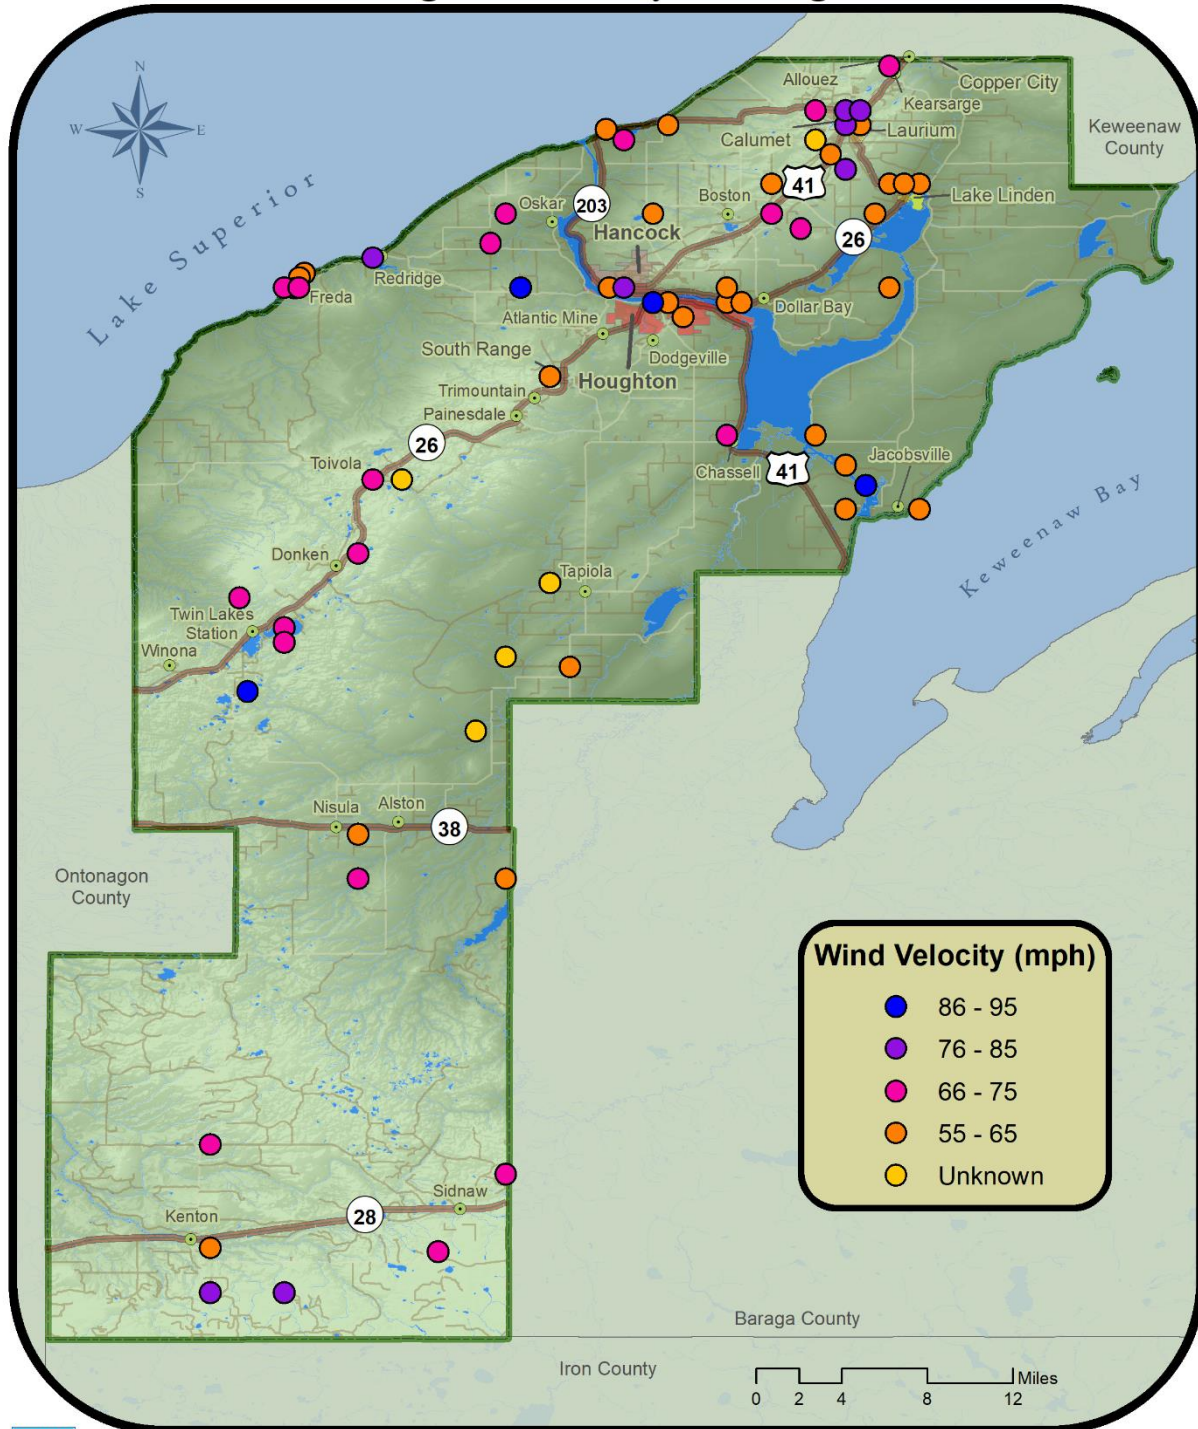 N
W
E
S
Lake Superior
Allouez
Copper City
Kearsarge
Calumet
Laurium
Keweenaw
County
41
Lake Linden
Boston
Oskar
203
Hancock
26
Redridge
Freda
Atlantic Mine
Dollar Bay
South Range
Dodgeville
Houghton
Trimountain
Painesdale
26
Toivola
Chassell
41
Jacobsville
Keweenaw Bay
Donken
Tapiola
Twin Lakes
Station
Winona
Nisula
Alston
38
Ontonagon
County
Wind Velocity (mph)
86 - 95
76 - 85
66 - 75
55 - 65
Unknown
Sidnaw
Kenton
28
Baraga County
Iron County
Miles
0 2 4 8 12